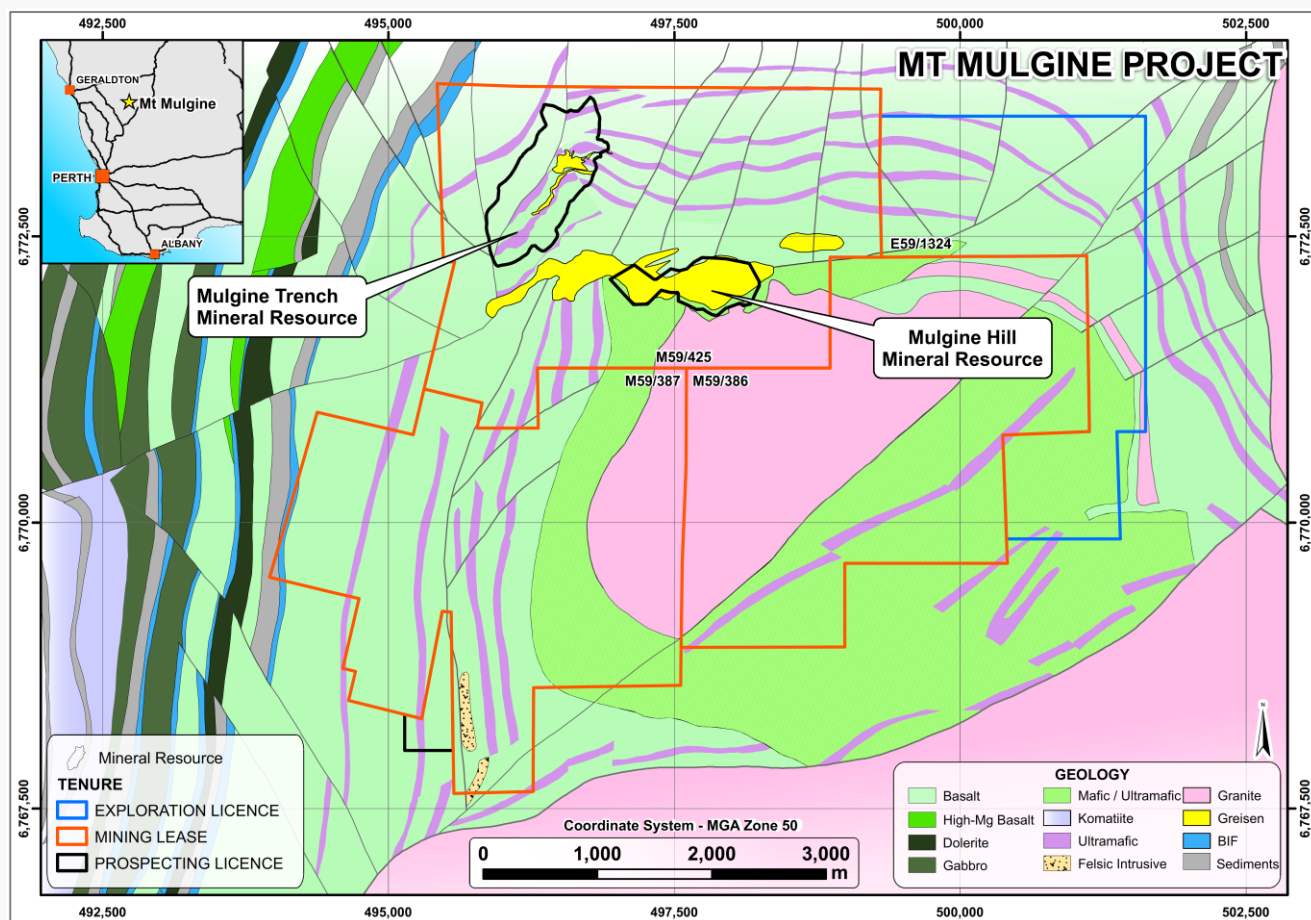 492,500
495,000
497,500
500,000
502,500
MT MULGINE PROJECT
GERALDTON
Mt Mulgine
PERTH
ALBANY
6,772,500
6,772,500
E59/1324
Mulgine Trench
Mineral Resource
Mulgine Hill
Mineral Resource
M59/425
M59/387
M59/386
6,770,000
6,770,000
N
Mineral Resource
TENURE
EXPLORATION LICENCE
MINING LEASE
PROSPECTING LICENCE
6,767,500
6,767,500
Coordinate System - MGA Zone 50
0
1,000
2,000
3,000
m
GEOLOGY
Basalt
High-Mg Basalt
Dolerite
Gabbro
Mafic / Ultramafic
Komatiite
Ultramafic
Felsic Intrusive
Granite
Greisen
BIF
Sediments
492,500
495,000
497,500
500,000
502,500